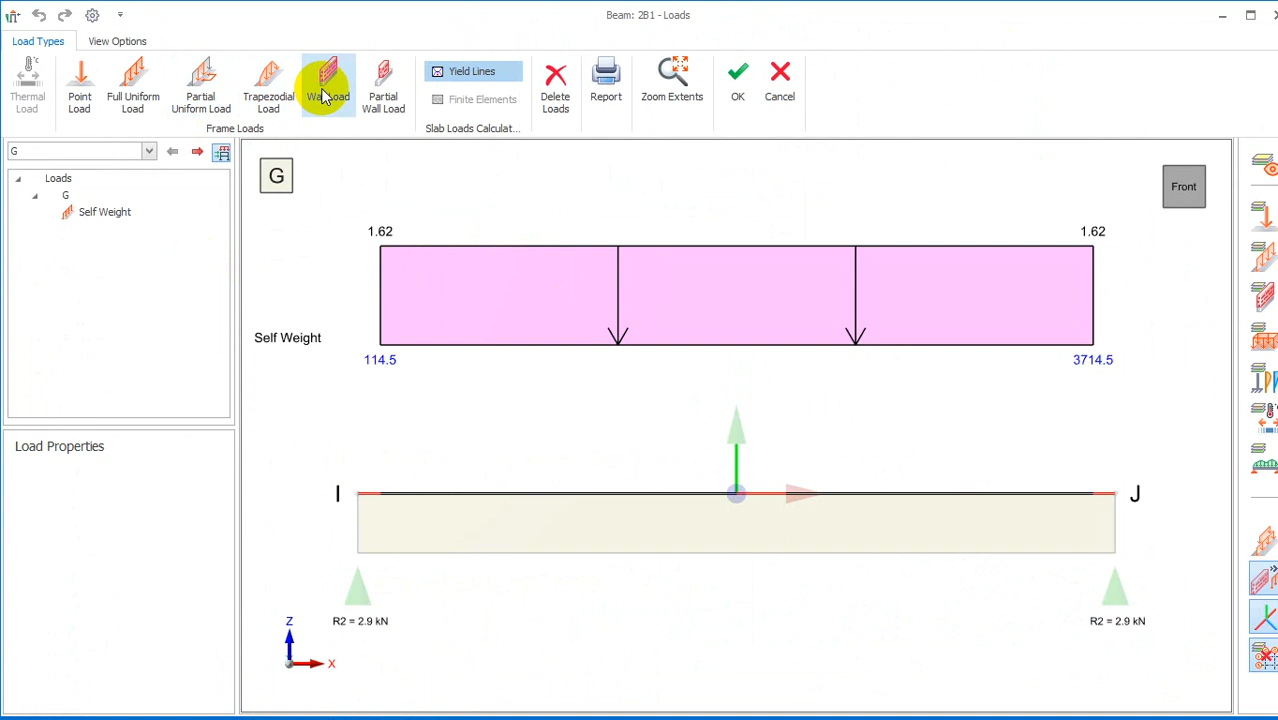 Beam: 2B1 - Loads
Load Types
View Options
Thermal
Load
Point
Load
Full Uniform
Load
Partial
Uniform Load
Trapezodial
Load
Wall Load
Partial
Wall Load
Frame Loads
Yield Lines
Finite Elements
Slab Loads Calculat...
Delete
Loads
Report
Zoom Extents
OK
Cancel
G
Loads
G
Self Weight
Load Properties
G
Front
1.62
1.62
Self Weight
114.5
3714.5
I
J
R2 = 2.9 kN
R2 = 2.9 kN
Z
X